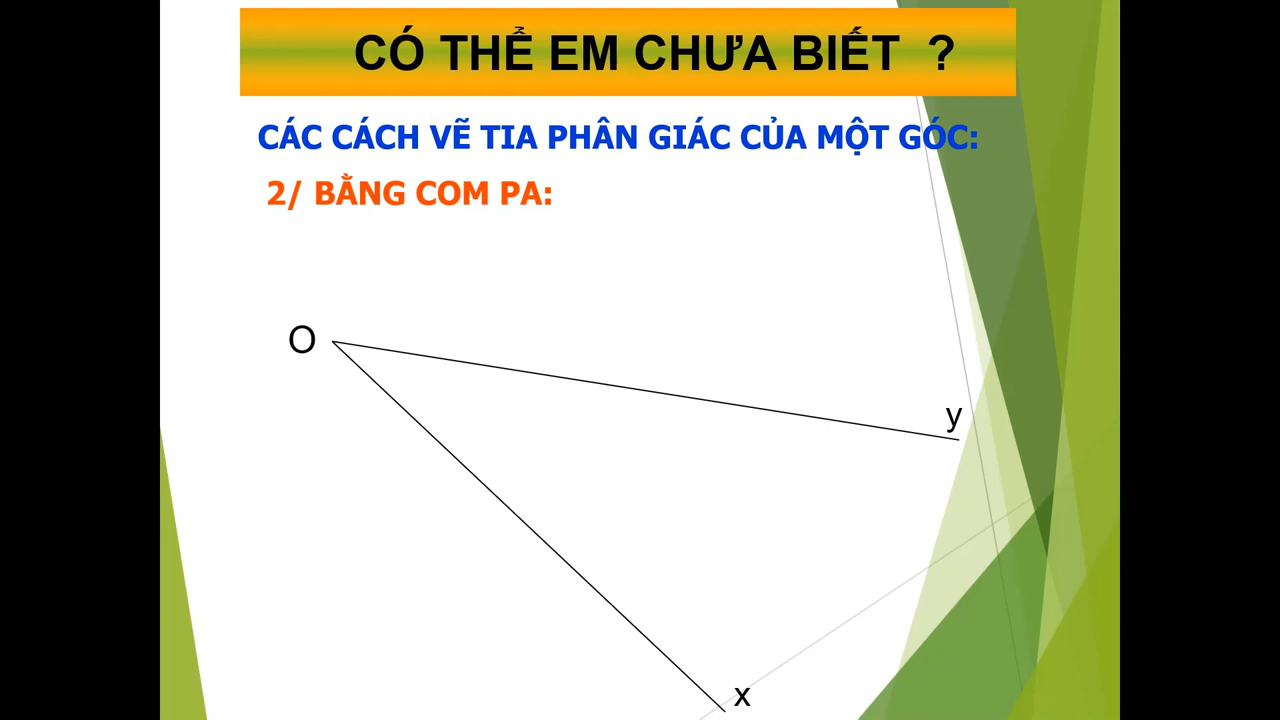 CÓ THỂ EM CHƯA BIẾT ?
CÁC CÁCH VẼ TIA PHÂN GIÁC CỦA MỘT GÓC:
2/ BẰNG COM PA:
O
y
x